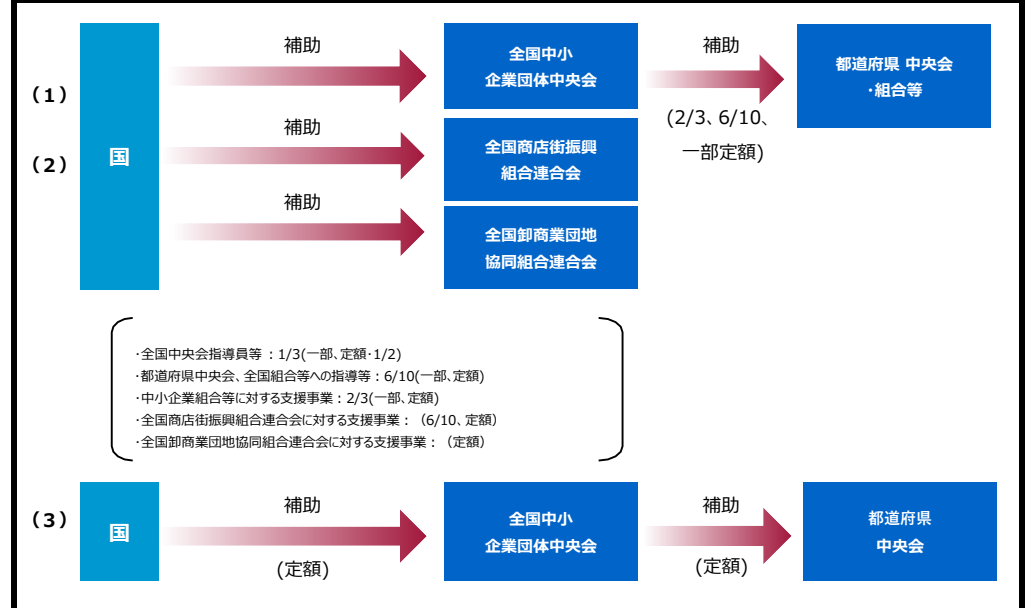 補助
全国中小
企業団体中央会
補助
都道府県 中央会
・組合等
（１）
(2/3、6/10、
一部定額)
補助
（２）
国
全国商店街振興
組合連合会
補助
全国卸商業団地
協同組合連合会
・全国中央会指導員等 ：1/3(一部、定額・1/2)
・都道府県中央会、全国組合等への指導等：6/10(一部、定額)
・中小企業組合等に対する支援事業：2/3(一部、定額)
・全国商店街振興組合連合会に対する支援事業：（6/10、定額）
・全国卸商業団地協同組合連合会に対する支援事業：（定額）
（３）
国
補助
(定額)
全国中小
企業団体中央会
補助
(定額)
都道府県
中央会